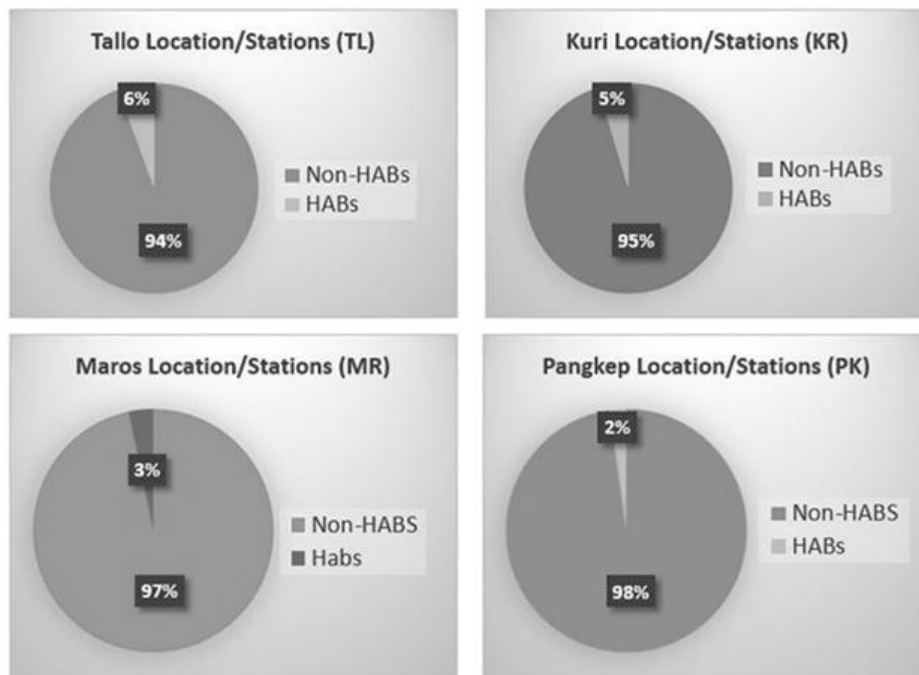 Tallo Location/Stations (TL)
6%
94%
Non-HABs
HABs
Kuri Location/Stations (KR)
5%
95%
Non-HABs
HABs
Maros Location/Stations (MR)
3%
97%
Non-HABS
Habs
Pangkep Location/Stations (PK)
2%
98%
Non-HABS
HABs